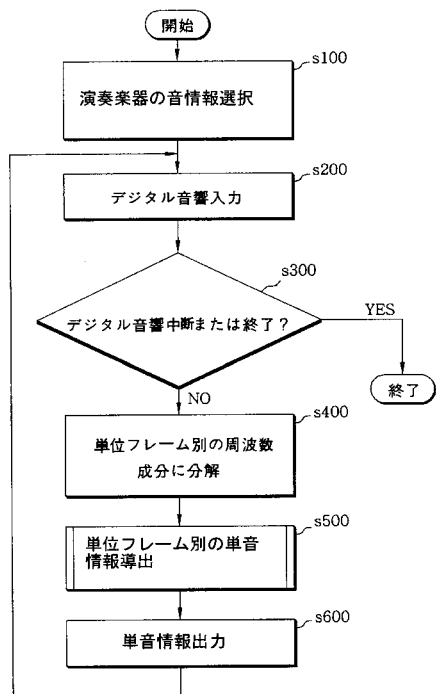 開始
s100
演奏楽器の音情報選択
s200
デジタル音響入力
s300
デジタル音響中断または終了？
YES
終了
NO
s400
単位フレーム別の周波数
成分に分解
s500
単位フレーム別の単音
情報導出
s600
単音情報出力